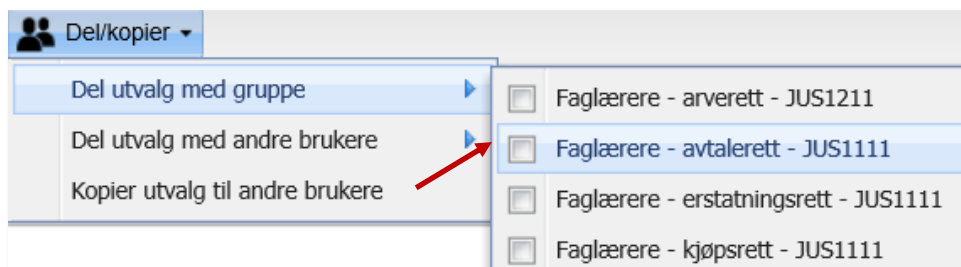 Del/kopier
Del utvalg med gruppe
Del utvalg med andre brukere
Kopier utvalg til andre brukere
Faglærere - arverett - JUS1211
Faglærere - avtalerett - JUS1111
Faglærere - erstatningsrett - JUS1111
Faglærere - kjøpsrett - JUS1111